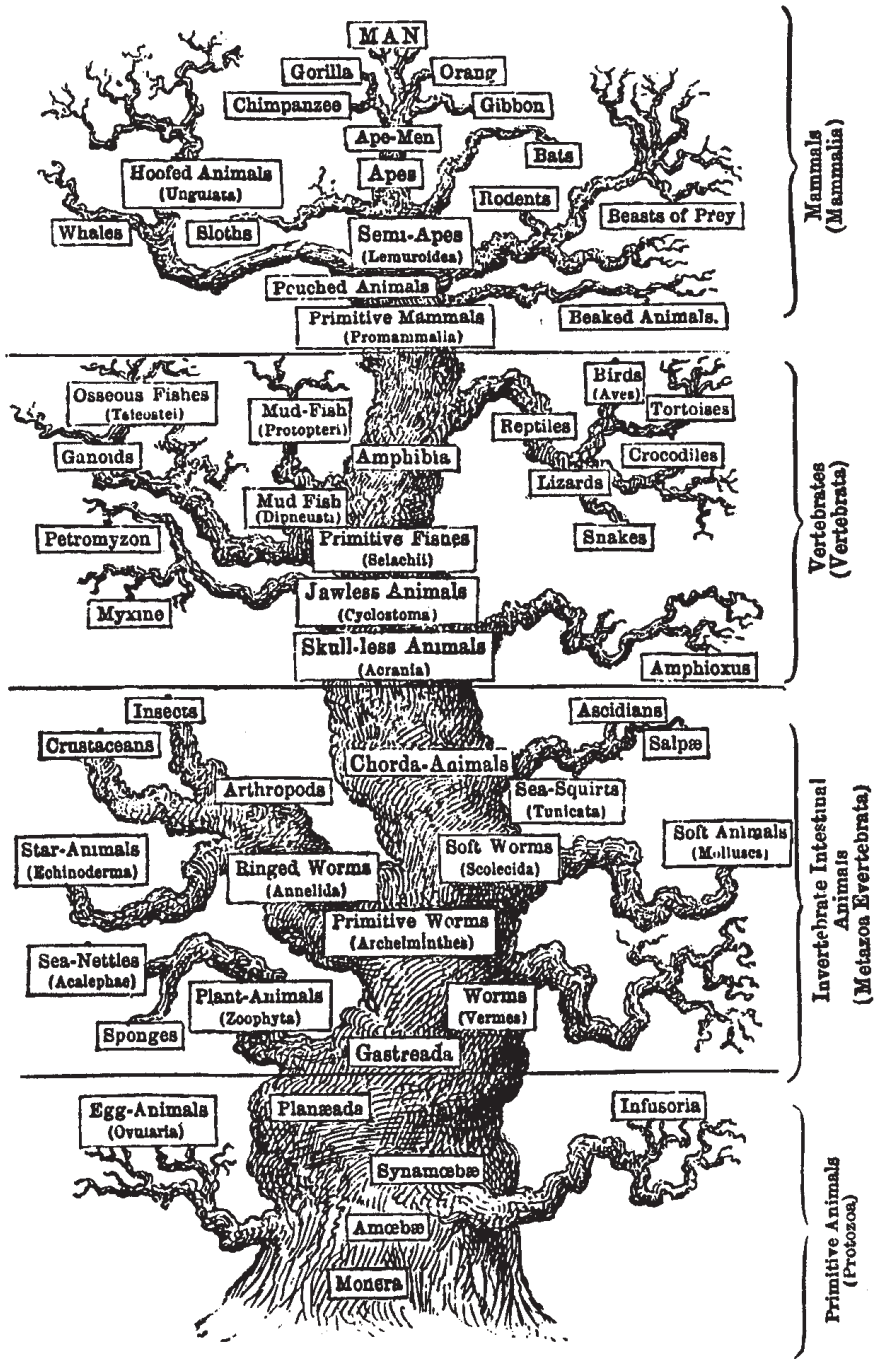 MAN
Gorilla
Orang
Chimpanzee
Gibbon
Ape-Men
Bats
Hoofed Animals
(Ungulata)
Apes
Rodents
Beasts of Prey
Whales
Sloths
Semi-Apes
(Lemuroidea)
Pouched Animals
Primitive Mammals
(Promammalia)
Beaked Animals.
Mammals
(Mammalia)
Osseous Fishes
(Teleostei)
Mud-Fish
(Protopteri)
Birds
(Aves)
Tortoises
Reptiles
Ganoids
Amphibia
Crocodiles
Lizards
Mud Fish
(Dipneusti)
Petromyzon
Primitive Fishes
(Selachii)
Snakes
Jawless Animals
(Cyclostoma)
Myxine
Skull-less Animals
(Acrania)
Amphioxus
Vertebrates
(Vertebrata)
Insects
Ascidians
Crustaceans
Salpæ
Chorda-Animals
Arthropods
Sea-Squirts
(Tunicata)
Star-Animals
(Echinoderma)
Ringed Worms
(Annelida)
Soft Worms
(Scolecida)
Soft Animals
(Mollusca)
Primitive Worms
(Archelminthes)
Sea-Nettles
(Acalephae)
Plant-Animals
(Zoophyta)
Worms
(Vermes)
Sponges
Gastreada
Invertebrate Intestinal
Animals
(Metazoa Evertebrata)
Egg-Animals
(Ovularia)
Planæada
Infusoria
Synamœbæ
Amœbæ
Monera
Primitive Animals
(Protozoa)